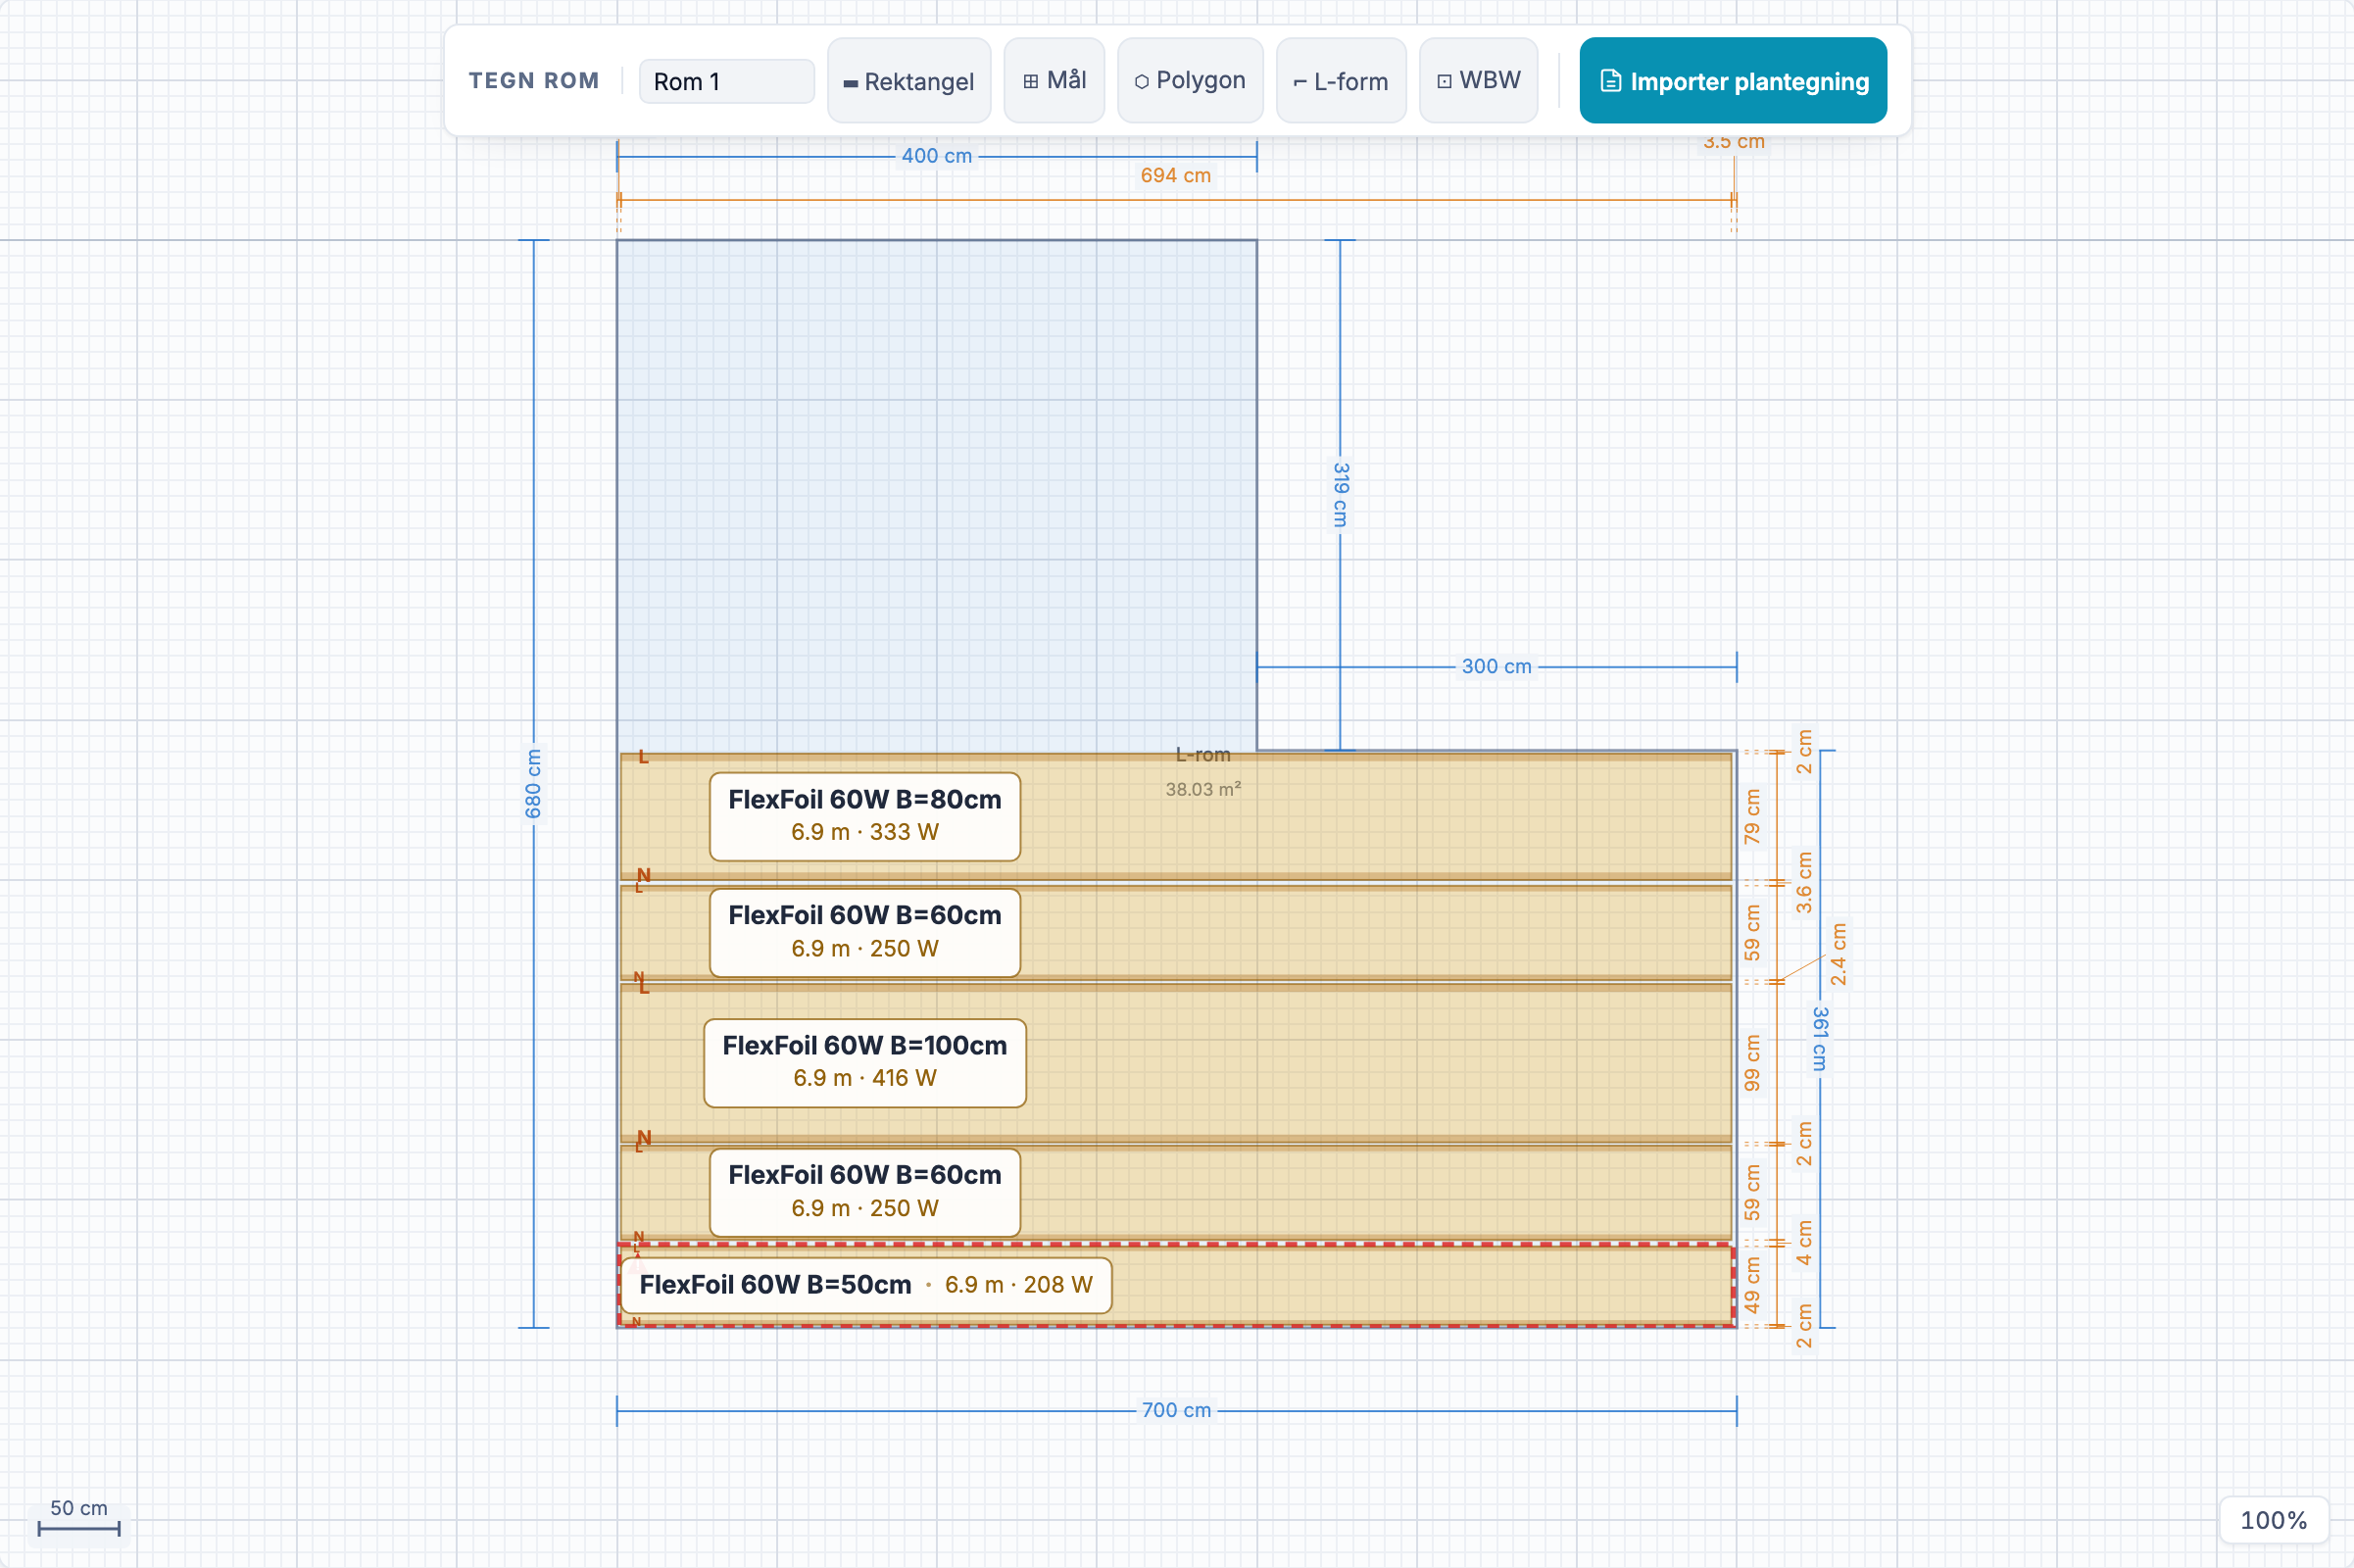 TEGN ROM
Rom 1
Rektangel
Mål
Polygon
L-form
WBW
Importer plantegning
400 cm
3.5 cm
694 cm
680 cm
319 cm
300 cm
L-rom
38.03 m²
L
FlexFoil 60W B=80cm
6.9 m · 333 W
N
L
FlexFoil 60W B=60cm
6.9 m · 250 W
N
L
FlexFoil 60W B=100cm
6.9 m · 416 W
N
L
FlexFoil 60W B=60cm
6.9 m · 250 W
N
L
FlexFoil 60W B=50cm · 6.9 m · 208 W
N
2 cm
79 cm
3.6 cm
59 cm
2.4 cm
361 cm
99 cm
2 cm
59 cm
4 cm
49 cm
2 cm
700 cm
50 cm
100%